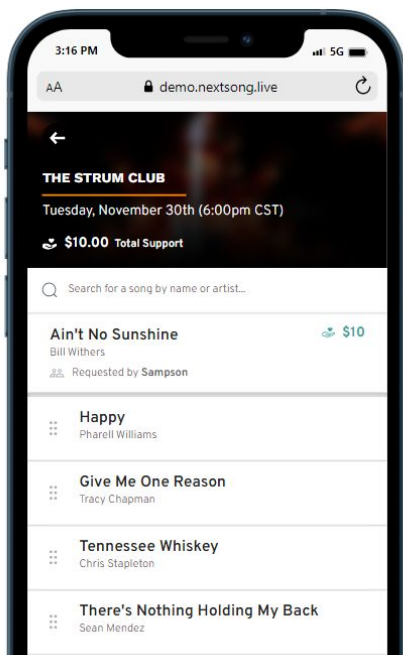 3:16 PM
5G
AA
demo.nextsong.live
THE STRUM CLUB
Tuesday, November 30th (6:00pm CST)
$10.00 Total Support
Search for a song by name or artist...
Ain't No Sunshine
$10
Bill Withers
Requested by Sampson
Happy
Pharell Williams
Give Me One Reason
Tracy Chapman
Tennessee Whiskey
Chris Stapleton
There's Nothing Holding My Back
Sean Mendez